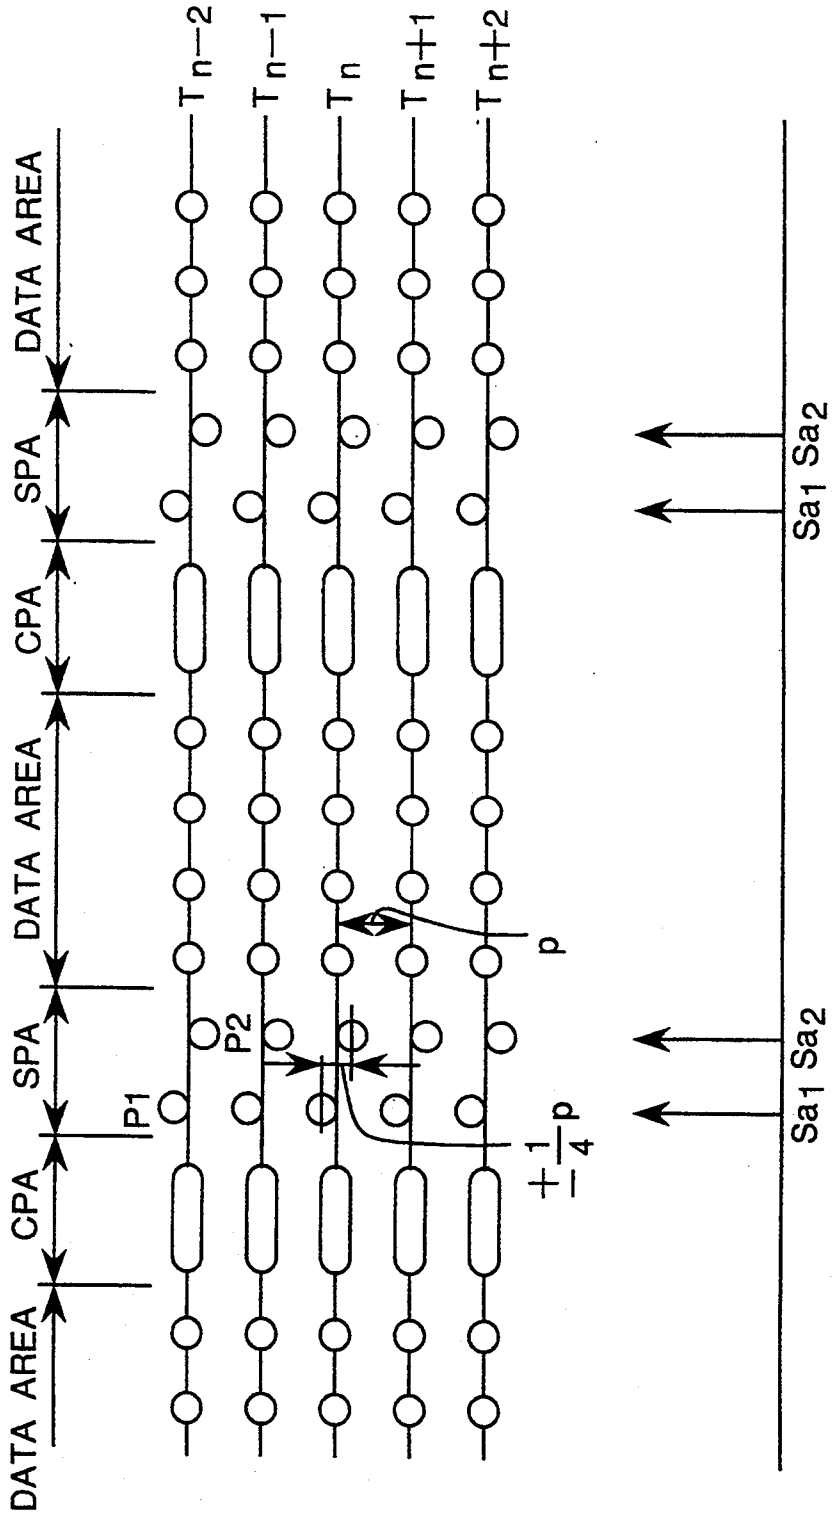 DATA AREA
CPA
SPA
DATA AREA
CPA
SPA
DATA AREA
P1
P2
Tn−2
Tn−1
Tn
Tn+1
Tn+2
± 1/4 p
p
Sa1
Sa2
Sa1
Sa2